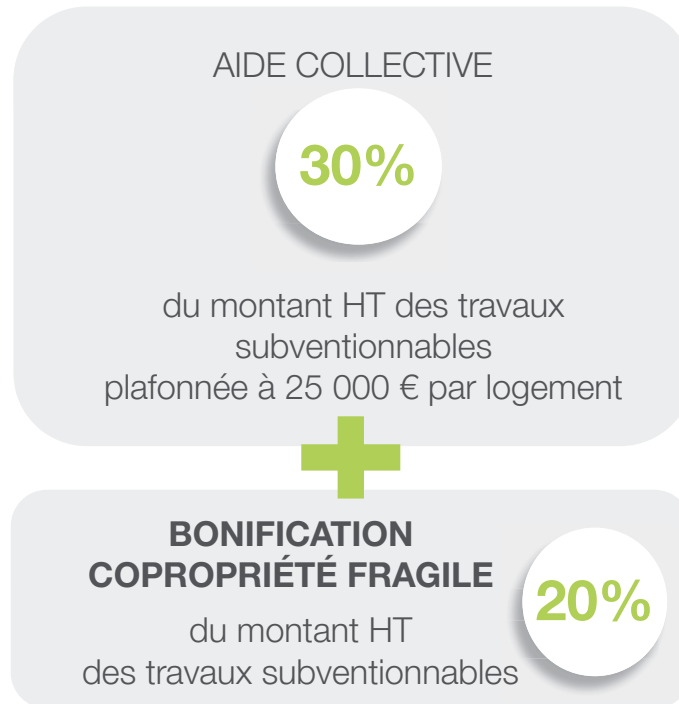 AIDE COLLECTIVE
30%
du montant HT des travaux
subventionnables
plafonnée à 25 000 € par logement
BONIFICATION
COPROPRIÉTÉ FRAGILE
20%
du montant HT
des travaux subventionnables